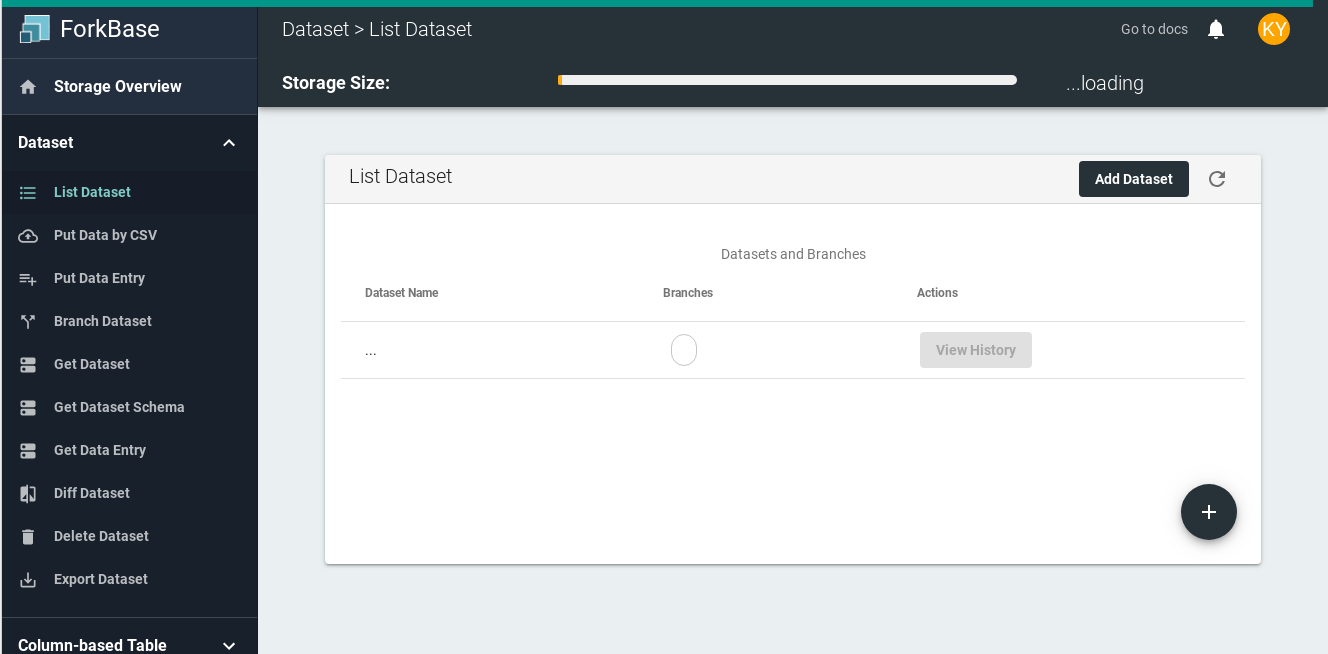 ForkBase
Dataset > List Dataset
Go to docs
KY
Storage Overview
Storage Size:
...loading
Dataset
List Dataset
Put Data by CSV
Put Data Entry
Branch Dataset
Get Dataset
Get Dataset Schema
Get Data Entry
Diff Dataset
Delete Dataset
Export Dataset
Column-based Table
List Dataset
Add Dataset
Datasets and Branches
Dataset Name Branches Actions
... View History